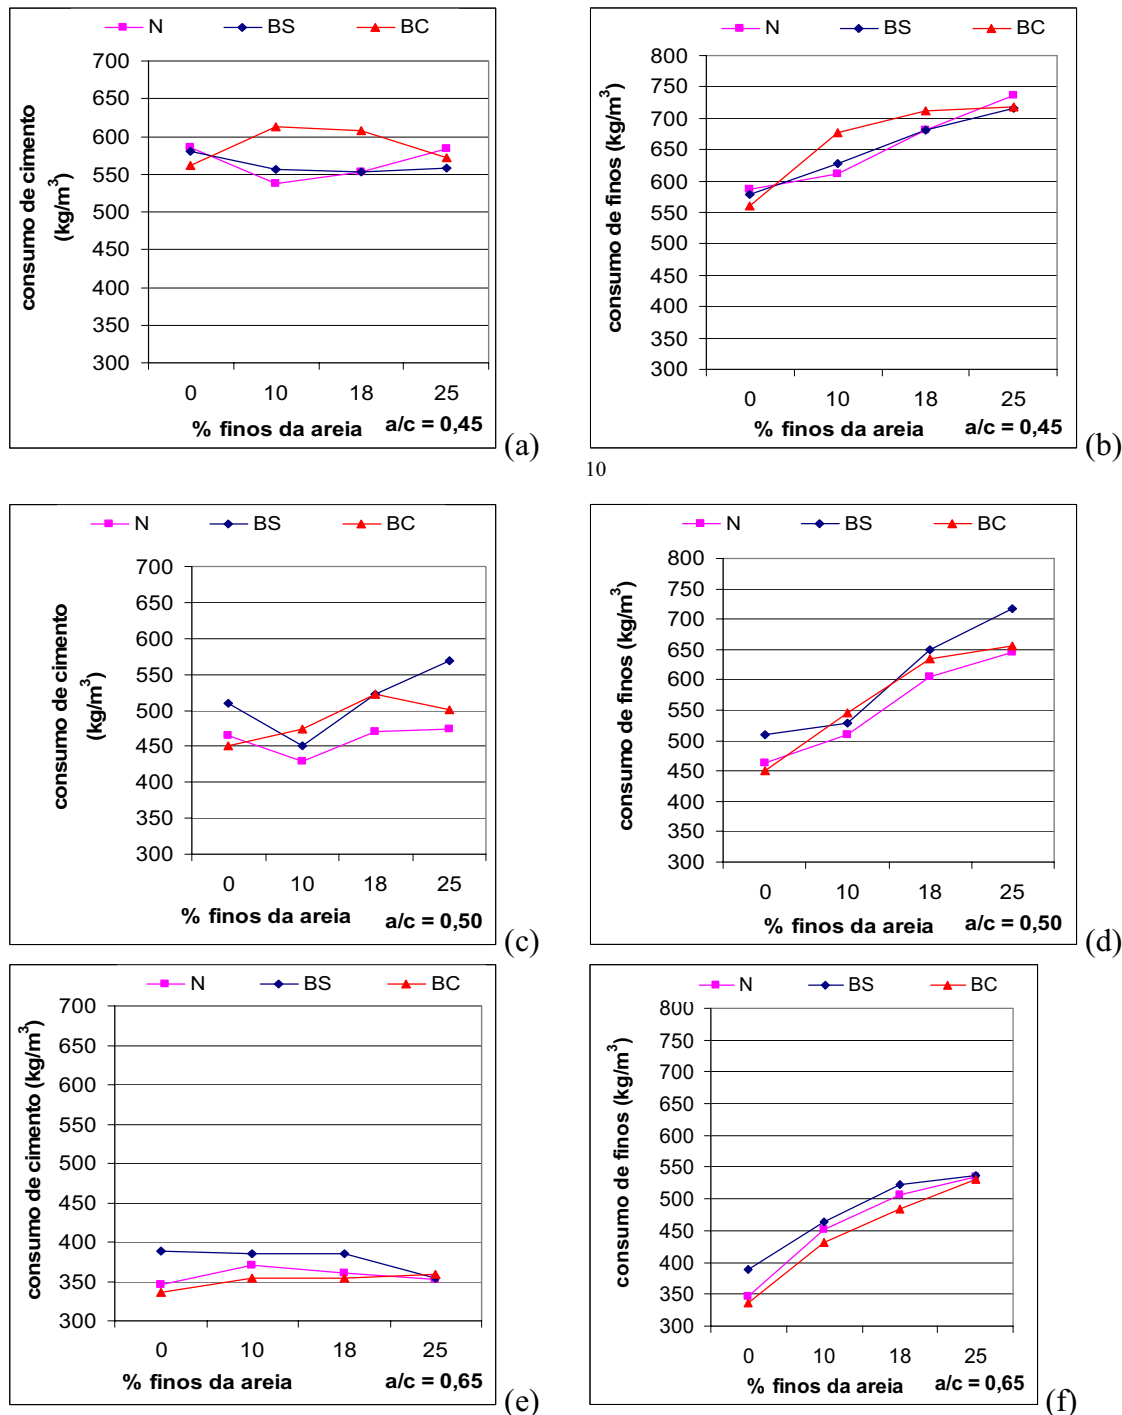 N BS BC
700
650
600
550
500
450
400
350
300
consumo de cimento
(kg/m³)
0 10 18 25
% finos da areia a/c = 0,45
(a)
N BS BC
800
750
700
650
600
550
500
450
400
350
300
consumo de finos (kg/m³)
0 10 18 25
% finos da areia a/c = 0,45
(b)
10
N BS BC
700
650
600
550
500
450
400
350
300
consumo de cimento
(kg/m³)
0 10 18 25
% finos da areia a/c = 0,50
(c)
N BS BC
800
750
700
650
600
550
500
450
400
350
300
consumo de finos (kg/m³)
0 10 18 25
% finos da areia a/c = 0,50
(d)
N BS BC
700
650
600
550
500
450
400
350
300
consumo de cimento (kg/m³)
0 10 18 25
% finos da areia a/c = 0,65
(e)
N BS BC
800
750
700
650
600
550
500
450
400
350
300
consumo de finos (kg/m³)
0 10 18 25
% finos da areia a/c = 0,65
(f)